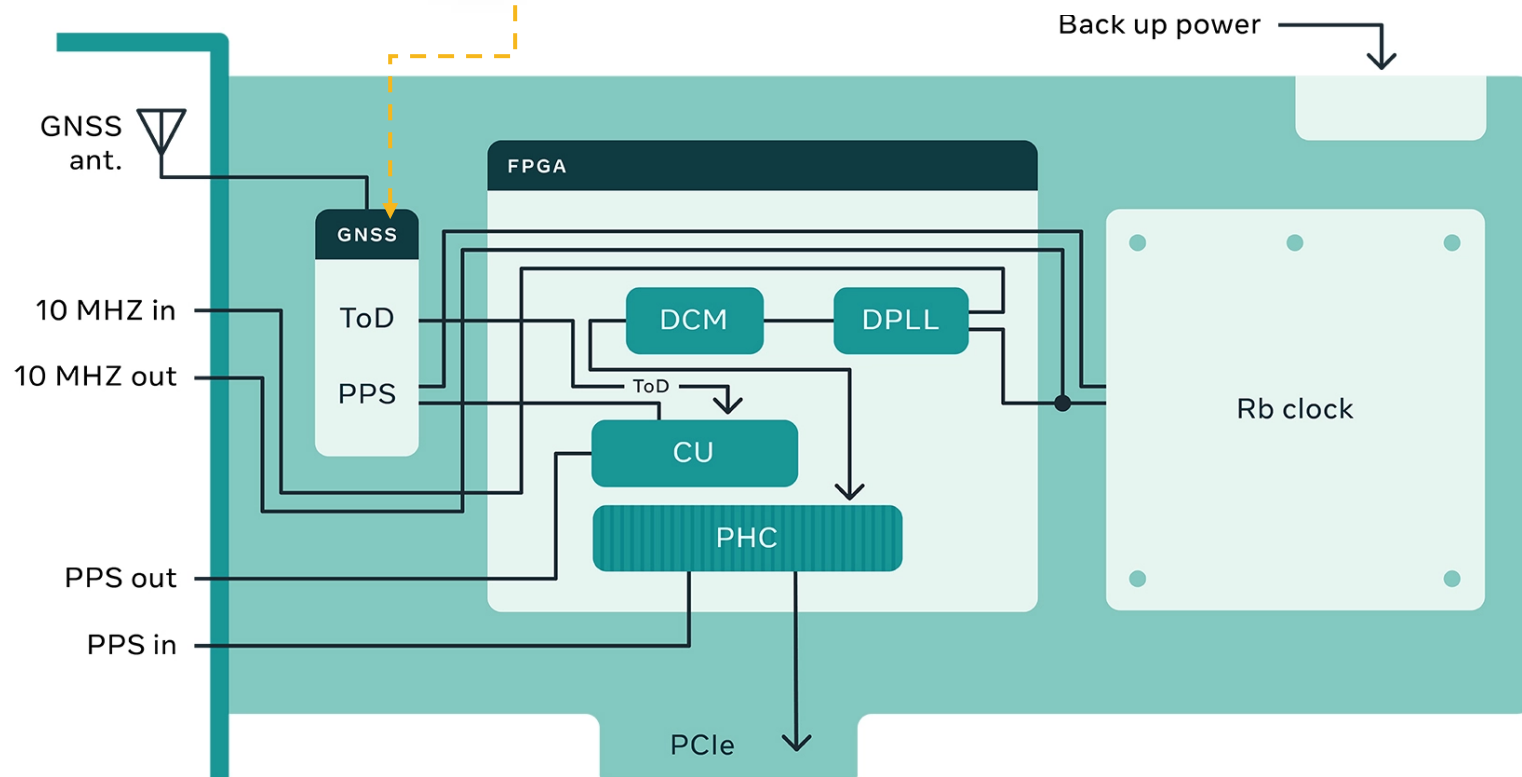 Back up power
GNSS
ant.
FPGA
GNSS
10 MHZ in
ToD
DCM
DPLL
10 MHZ out
PPS
ToD
Rb clock
CU
PHC
PPS out
PPS in
PCIe